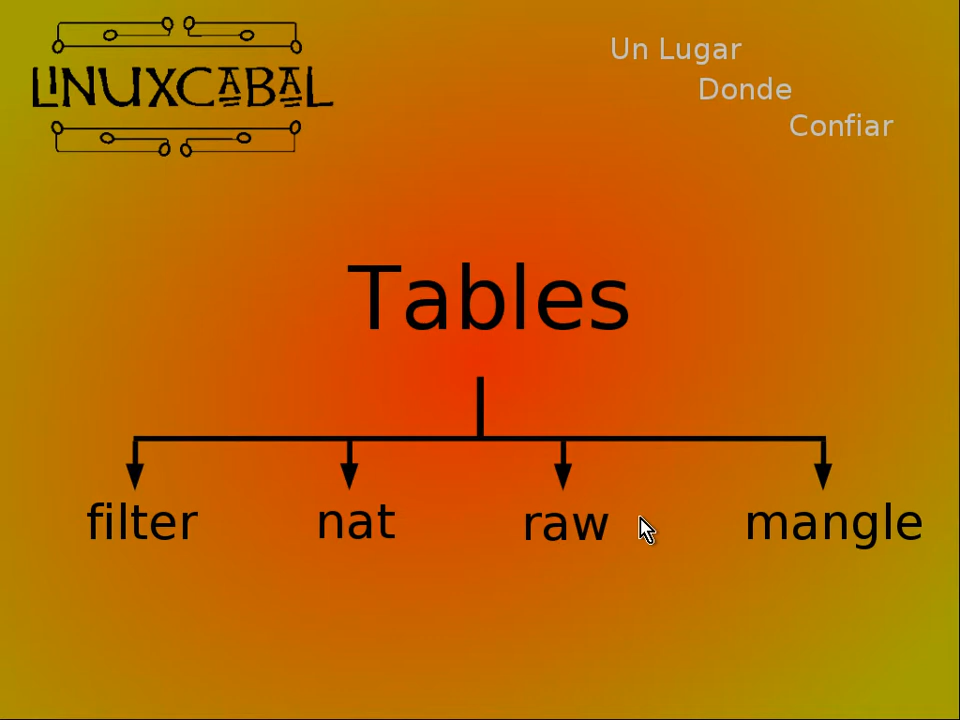 LINUXCABAL
Un Lugar
Donde
Confiar
Tables
filter nat raw mangle